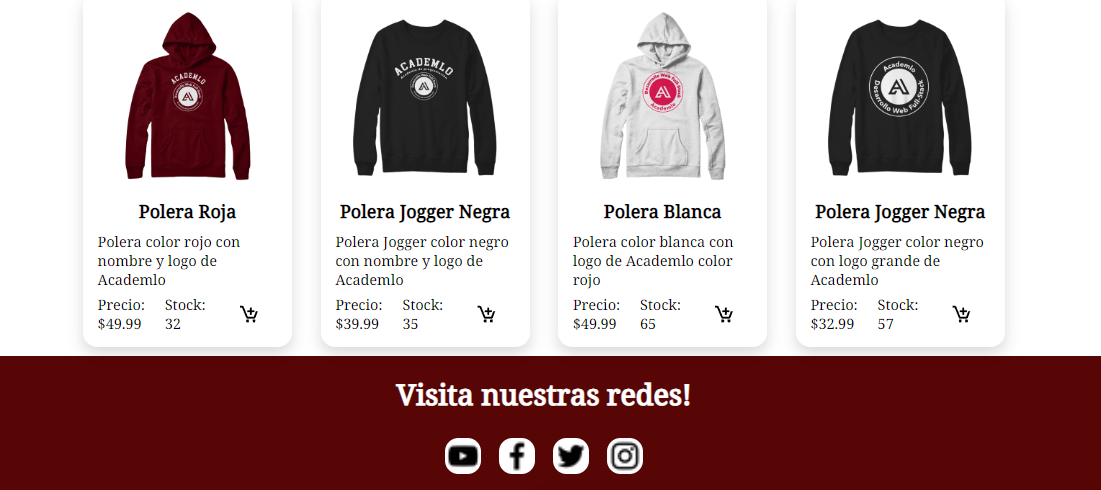 ACADEMLO
ACADEMLO
Desarrollo Web Full-Stack
Academlo
Academlo
Desarrollo Web Full-Stack
Polera Roja
Polera color rojo con
nombre y logo de
Academlo
Precio:
$49.99
Stock:
32
Polera Jogger Negra
Polera Jogger color negro
con nombre y logo de
Academlo
Precio:
$39.99
Stock:
35
Polera Blanca
Polera color blanca con
logo de Academlo color
rojo
Precio:
$49.99
Stock:
65
Polera Jogger Negra
Polera Jogger color negro
con logo grande de
Academlo
Precio:
$32.99
Stock:
57
Visita nuestras redes!